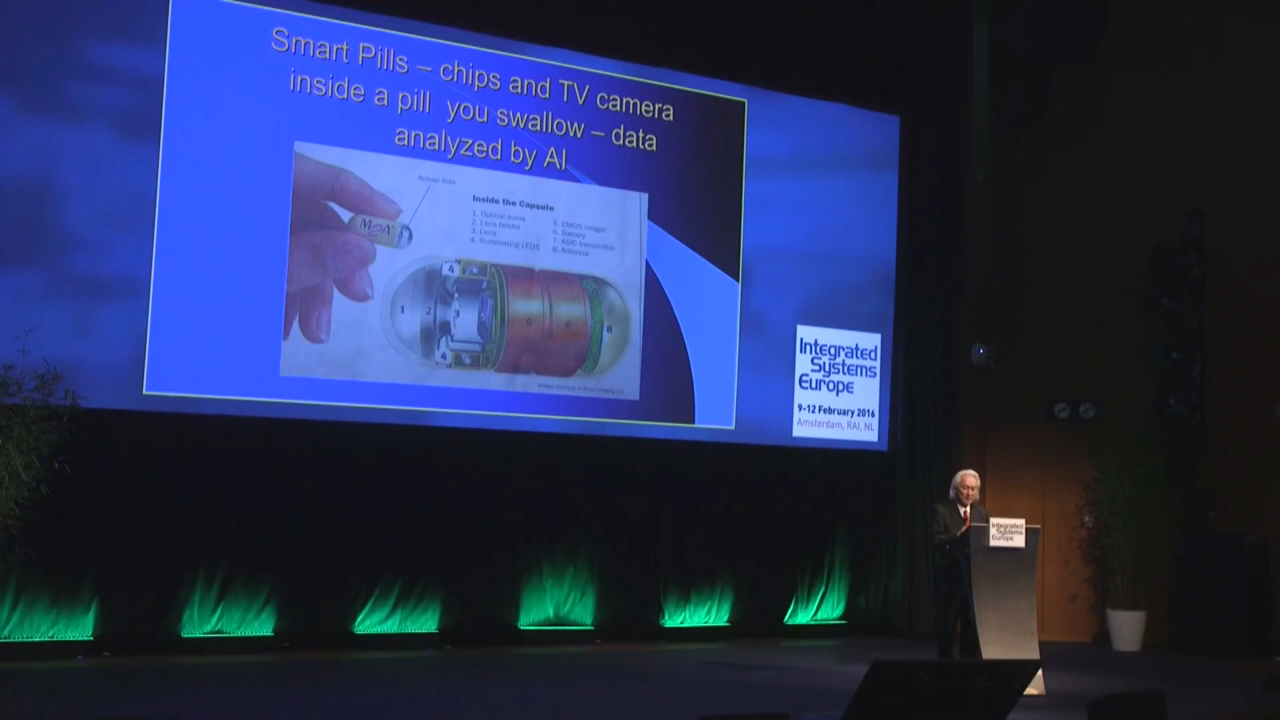 Smart Pills – chips and TV camera
inside a pill you swallow – data
analyzed by AI
Actual Size
Inside the Capsule
1. Optical dome
2. Lens holder
3. Lens
4. Illuminating LEDS
5. CMOS imager
6. Battery
7. ASIC transmitter
8. Antenna
M2A
4
1
2
3
6
6
8
4
Integrated
Systems
Europe
9-12 February 2016
Amsterdam, RAI, NL
Integrated
Systems
Europe